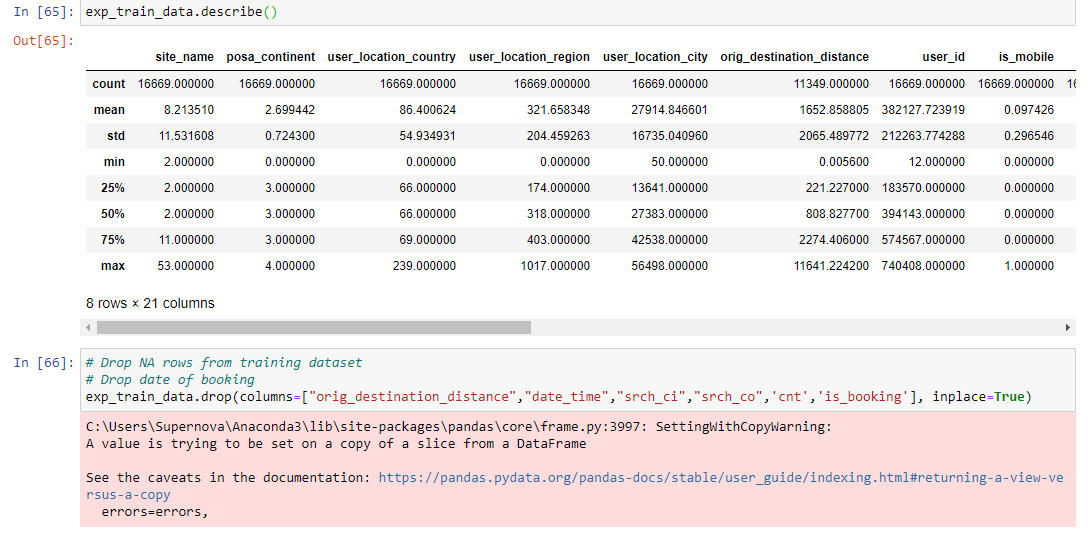 In [65]: exp_train_data.describe()
Out[65]:
site_name posa_continent user_location_country user_location_region user_location_city orig_destination_distance user_id is_mobile
count 16669.000000 16669.000000 16669.000000 16669.000000 16669.000000 11349.000000 16669.000000 16669.000000 16
mean 8.213510 2.699442 86.400624 321.658348 27914.846601 1652.858805 382127.723919 0.097426
std 11.531608 0.724300 54.934931 204.459263 16735.040960 2065.489772 212263.774288 0.296546
min 2.000000 0.000000 0.000000 0.000000 50.000000 0.005600 12.000000 0.000000
25% 2.000000 3.000000 66.000000 174.000000 13641.000000 221.227000 183570.000000 0.000000
50% 2.000000 3.000000 66.000000 318.000000 27383.000000 808.827700 394143.000000 0.000000
75% 11.000000 3.000000 69.000000 403.000000 42538.000000 2274.406000 574567.000000 0.000000
max 53.000000 4.000000 239.000000 1017.000000 56498.000000 11641.224200 740408.000000 1.000000
8 rows × 21 columns
In [66]: # Drop NA rows from training dataset
# Drop date of booking
exp_train_data.drop(columns=["orig_destination_distance","date_time","srch_ci","srch_co",'cnt','is_booking'], inplace=True)
C:\Users\Supernova\Anaconda3\lib\site-packages\pandas\core\frame.py:3997: SettingWithCopyWarning:
A value is trying to be set on a copy of a slice from a DataFrame
See the caveats in the documentation: https://pandas.pydata.org/pandas-docs/stable/user_guide/indexing.html#returning-a-view-ve
rsus-a-copy
errors=errors,